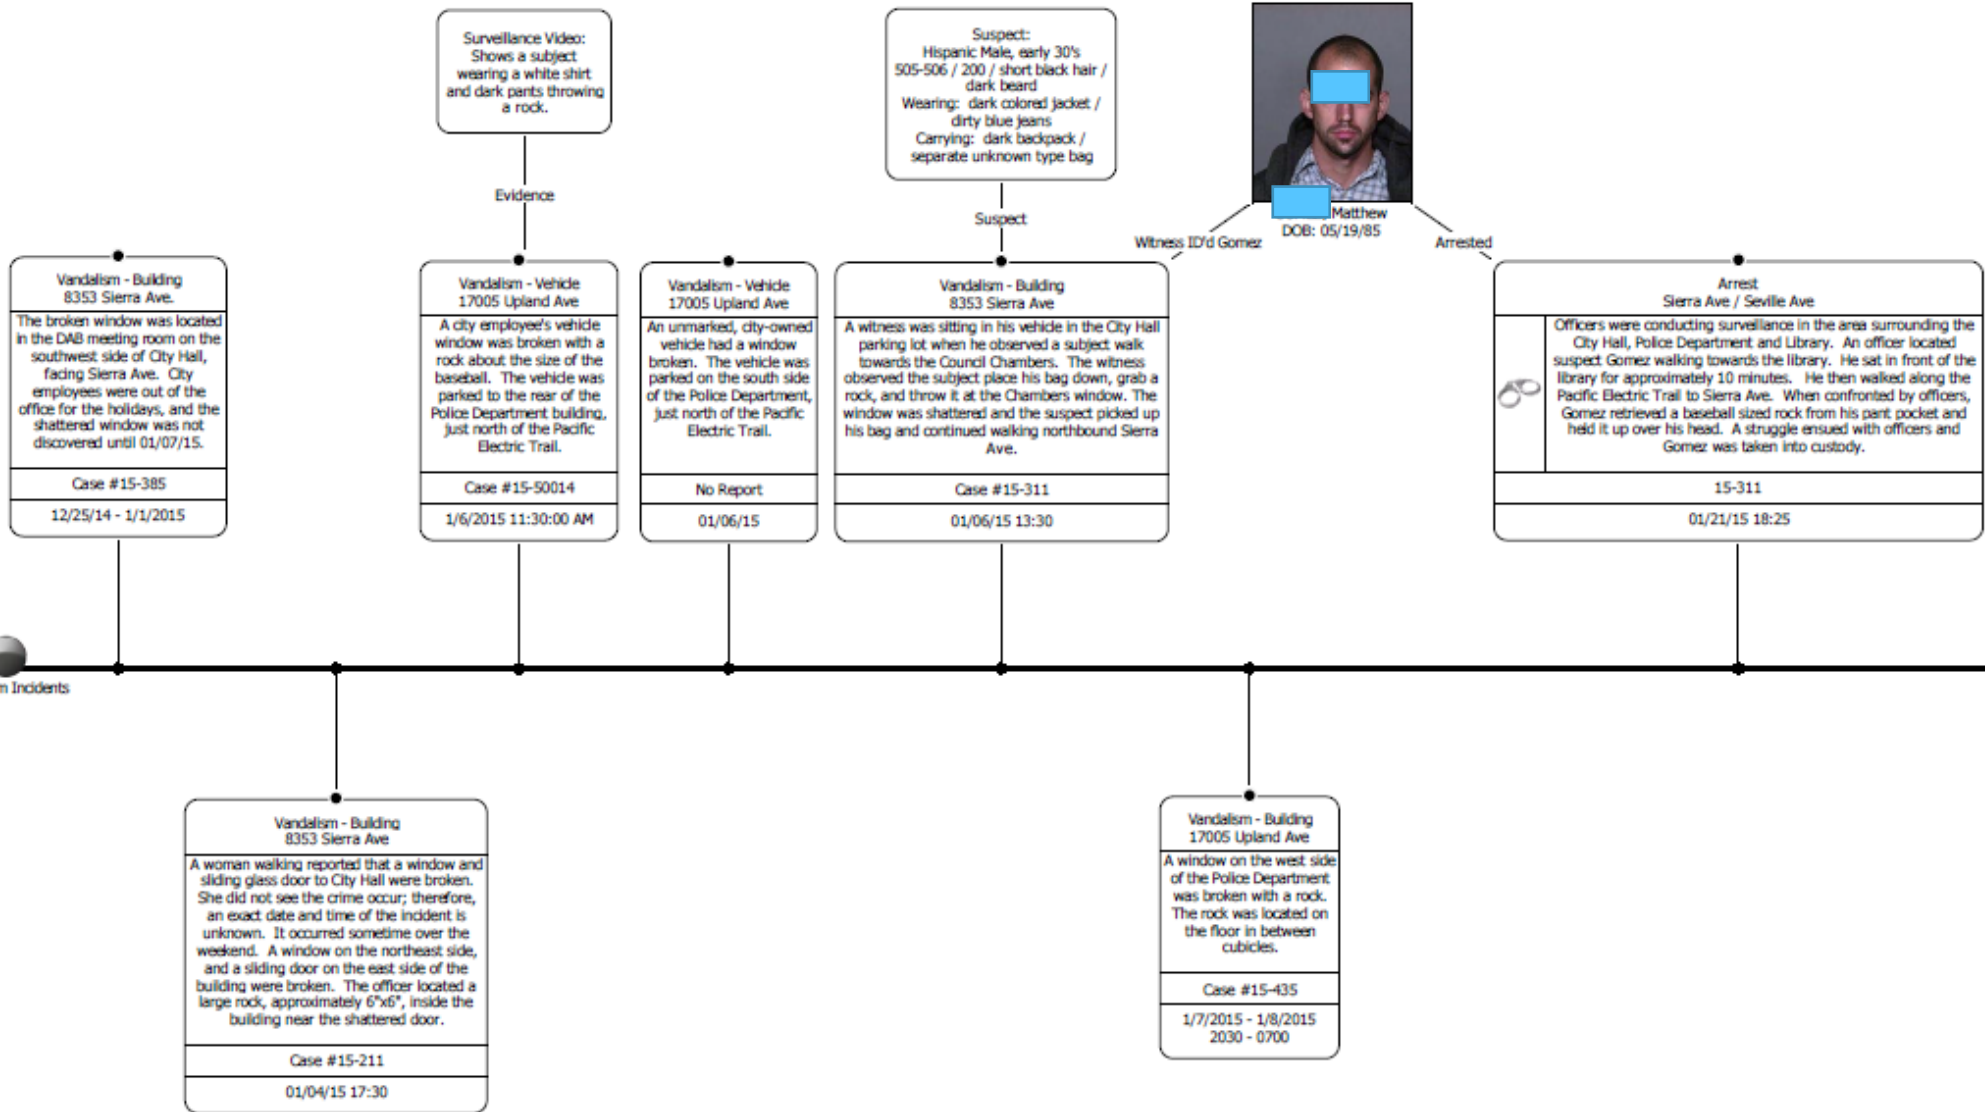 Surveillance Video:
Shows a subject
wearing a white shirt
and dark pants throwing
a rock.
Evidence
Suspect:
Hispanic Male, early 30's
505-506 / 200 / short black hair /
dark beard
Wearing: dark colored jacket /
dirty blue jeans
Carrying: dark backpack /
separate unknown type bag
Suspect
Matthew
DOB: 05/19/85
Witness ID'd Gomez
Arrested
Vandalism - Building
8353 Sierra Ave.
The broken window was located
in the DAB meeting room on the
southwest side of City Hall,
facing Sierra Ave. City
employees were out of the
office for the holidays, and the
shattered window was not
discovered until 01/07/15.
Case #15-385
12/25/14 - 1/1/2015
Vandalism - Vehicle
17005 Upland Ave
A city employee's vehicle
window was broken with a
rock about the size of the
baseball. The vehicle was
parked to the rear of the
Police Department building,
just north of the Pacific
Electric Trail.
Case #15-50014
1/6/2015 11:30:00 AM
Vandalism - Vehicle
17005 Upland Ave
An unmarked, city-owned
vehicle had a window
broken. The vehicle was
parked on the south side
of the Police Department,
just north of the Pacific
Electric Trail.
No Report
01/06/15
Vandalism - Building
8353 Sierra Ave
A witness was sitting in his vehicle in the City Hall
parking lot when he observed a subject walk
towards the Council Chambers. The witness
observed the subject place his bag down, grab a
rock, and throw it at the Chambers window. The
window was shattered and the suspect picked up
his bag and continued walking northbound Sierra
Ave.
Case #15-311
01/06/15 13:30
Arrest
Sierra Ave / Seville Ave
Officers were conducting surveillance in the area surrounding the
City Hall, Police Department and Library. An officer located
suspect Gomez walking towards the library. He sat in front of the
library for approximately 10 minutes. He then walked along the
Pacific Electric Trail to Sierra Ave. When confronted by officers,
Gomez retrieved a baseball sized rock from his pant pocket and
held it up over his head. A struggle ensued with officers and
Gomez was taken into custody.
15-311
01/21/15 18:25
Incidents
Vandalism - Building
8353 Sierra Ave
A woman walking reported that a window and
sliding glass door to City Hall were broken.
She did not see the crime occur; therefore,
an exact date and time of the incident is
unknown. It occurred sometime over the
weekend. A window on the northeast side,
and a sliding door on the east side of the
building were broken. The officer located a
large rock, approximately 6"x6", inside the
building near the shattered door.
Case #15-211
01/04/15 17:30
Vandalism - Building
17005 Upland Ave
A window on the west side
of the Police Department
was broken with a rock.
The rock was located on
the floor in between
cubicles.
Case #15-435
1/7/2015 - 1/8/2015
2030 - 0700